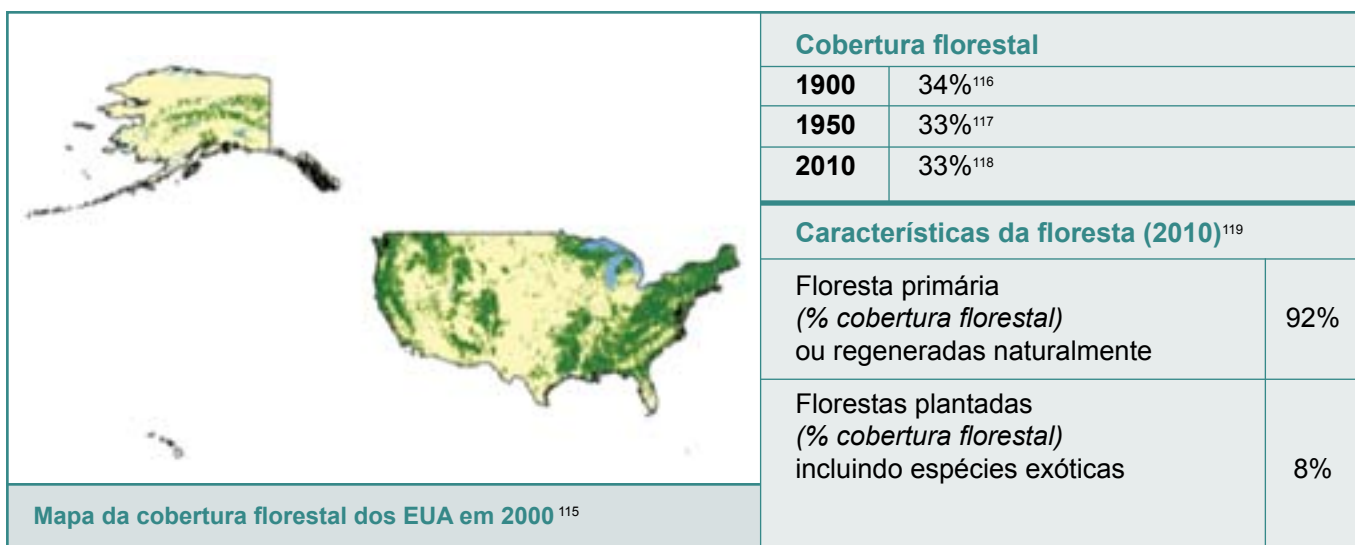 Cobertura florestal
1900 34%116
1950 33%117
2010 33%118
Características da floresta (2010)119
Floresta primária
(% cobertura florestal)
ou regeneradas naturalmente
92%
Florestas plantadas
(% cobertura florestal)
incluindo espécies exóticas
8%
Mapa da cobertura florestal dos EUA em 2000 115